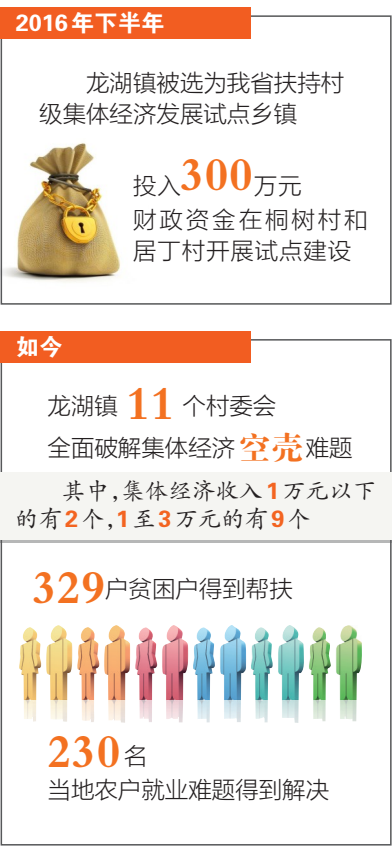 2016年下半年
龙湖镇被选为我省扶持村
级集体经济发展试点乡镇
投入300万元
财政资金在桐树村和
居丁村开展试点建设
如今
龙湖镇 11 个村委会
全面破解集体经济空壳难题
其中,集体经济收入1万元以下
的有2个,1至3万元的有9个
329户贫困户得到帮扶
230名
当地农户就业难题得到解决